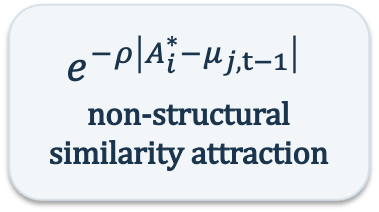 e^{-ρ|A_i^*-μ_{j,t-1}|}
non-structural
similarity attraction